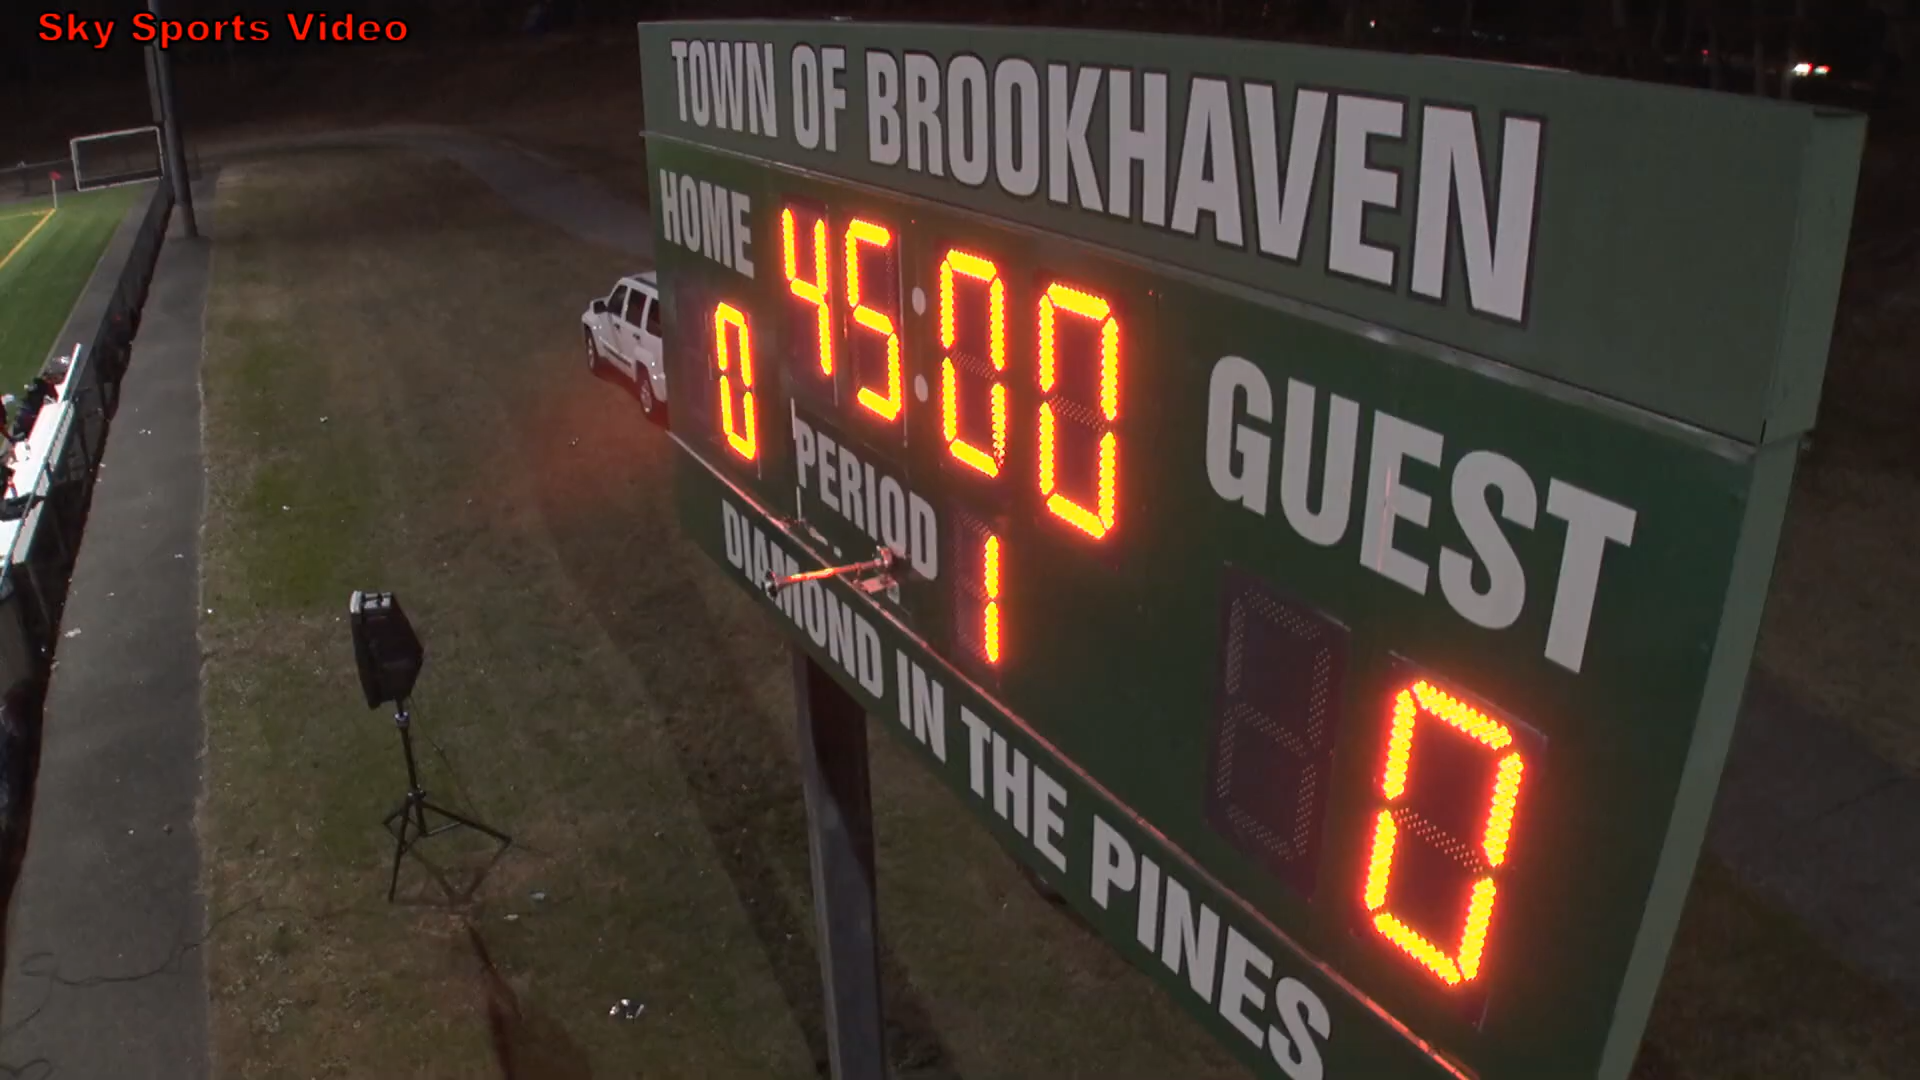 Sky Sports Video
TOWN OF BROOKHAVEN
HOME
45:00
0
PERIOD
1
GUEST
0
DIAMOND IN THE PINES